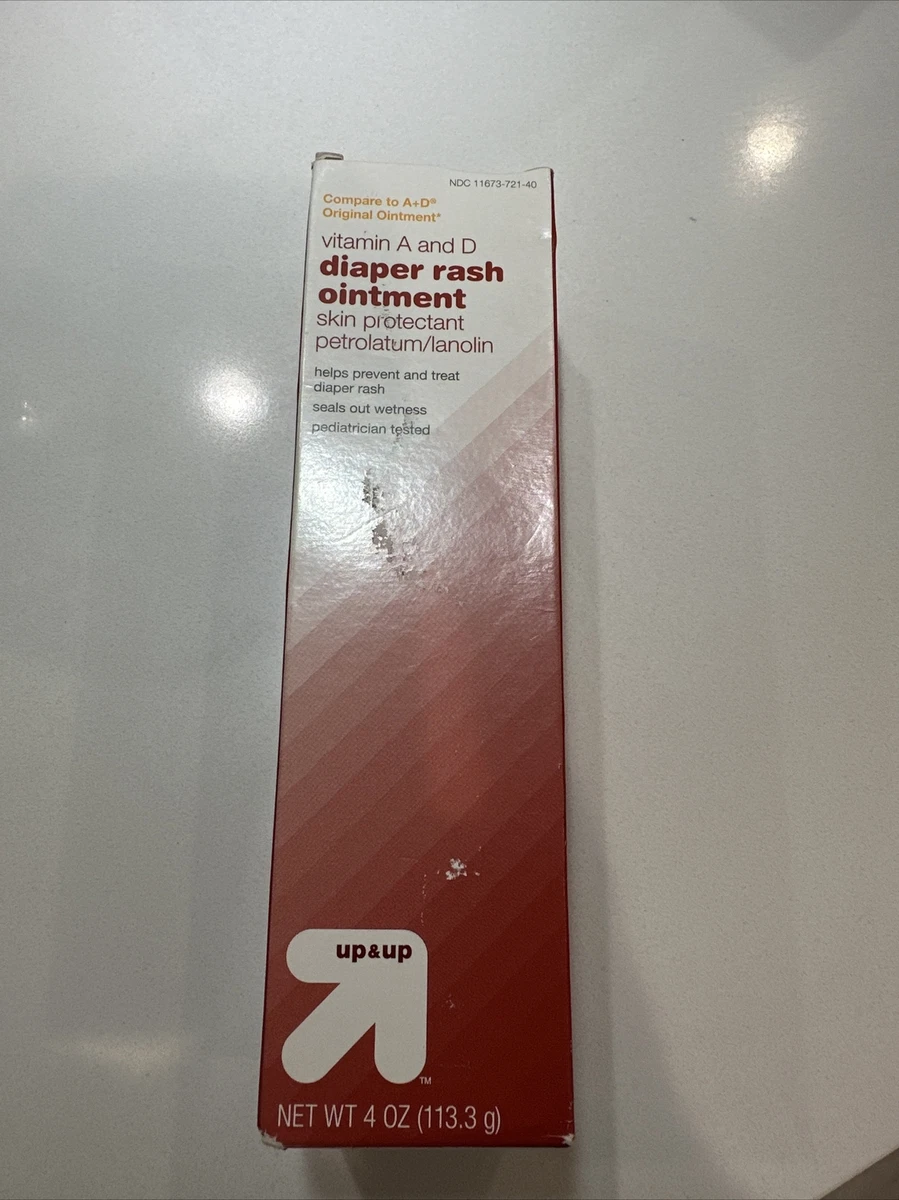 NDC 11673-721-40
Compare to A+D®
Original Ointment*
vitamin A and D
diaper rash
ointment
skin protectant
petrolatum/lanolin
helps prevent and treat
diaper rash
seals out wetness
pediatrician tested
up&up
TM
NET WT 4 OZ (113.3 g)